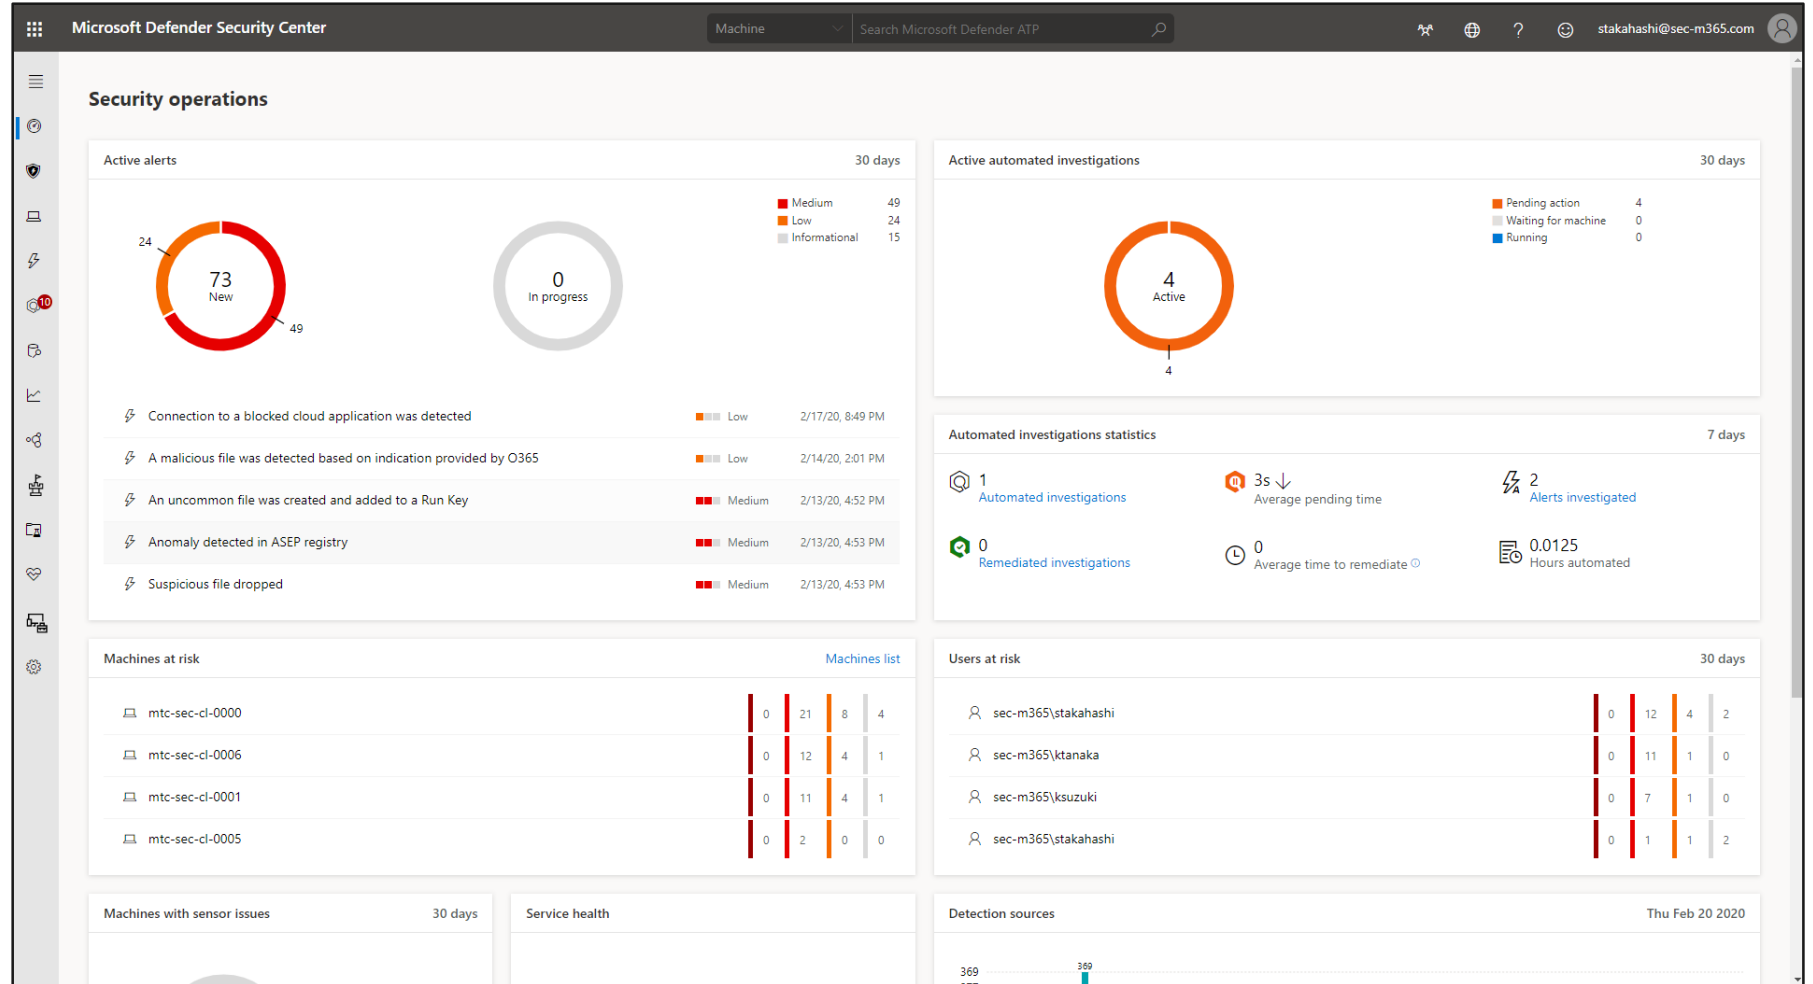 Microsoft Defender Security Center
Machine
Search Microsoft Defender ATP
stakahashi@sec-m365.com
10
Security operations
Active alerts
30 days
Medium 49
Low 24
Informational 15
24
73
New
49
0
In progress
Connection to a blocked cloud application was detected Low 2/17/20, 8:49 PM
A malicious file was detected based on indication provided by O365 Low 2/14/20, 2:01 PM
An uncommon file was created and added to a Run Key Medium 2/13/20, 4:52 PM
Anomaly detected in ASEP registry Medium 2/13/20, 4:53 PM
Suspicious file dropped Medium 2/13/20, 4:53 PM
Active automated investigations
30 days
Pending action 4
Waiting for machine 0
Running 0
4
Active
4
Automated investigations statistics
7 days
1
Automated investigations
3s
Average pending time
2
Alerts investigated
0
Remediated investigations
0
Average time to remediate
0.0125
Hours automated
Machines at risk
Machines list
mtc-sec-cl-0000 0 21 8 4
mtc-sec-cl-0006 0 12 4 1
mtc-sec-cl-0001 0 11 4 1
mtc-sec-cl-0005 0 2 0 0
Users at risk
30 days
sec-m365\stakahashi 0 12 4 2
sec-m365\ktanaka 0 11 1 0
sec-m365\ksuzuki 0 7 1 0
sec-m365\stakahashi 0 1 1 2
Machines with sensor issues
30 days
Service health
Detection sources
Thu Feb 20 2020
369
369